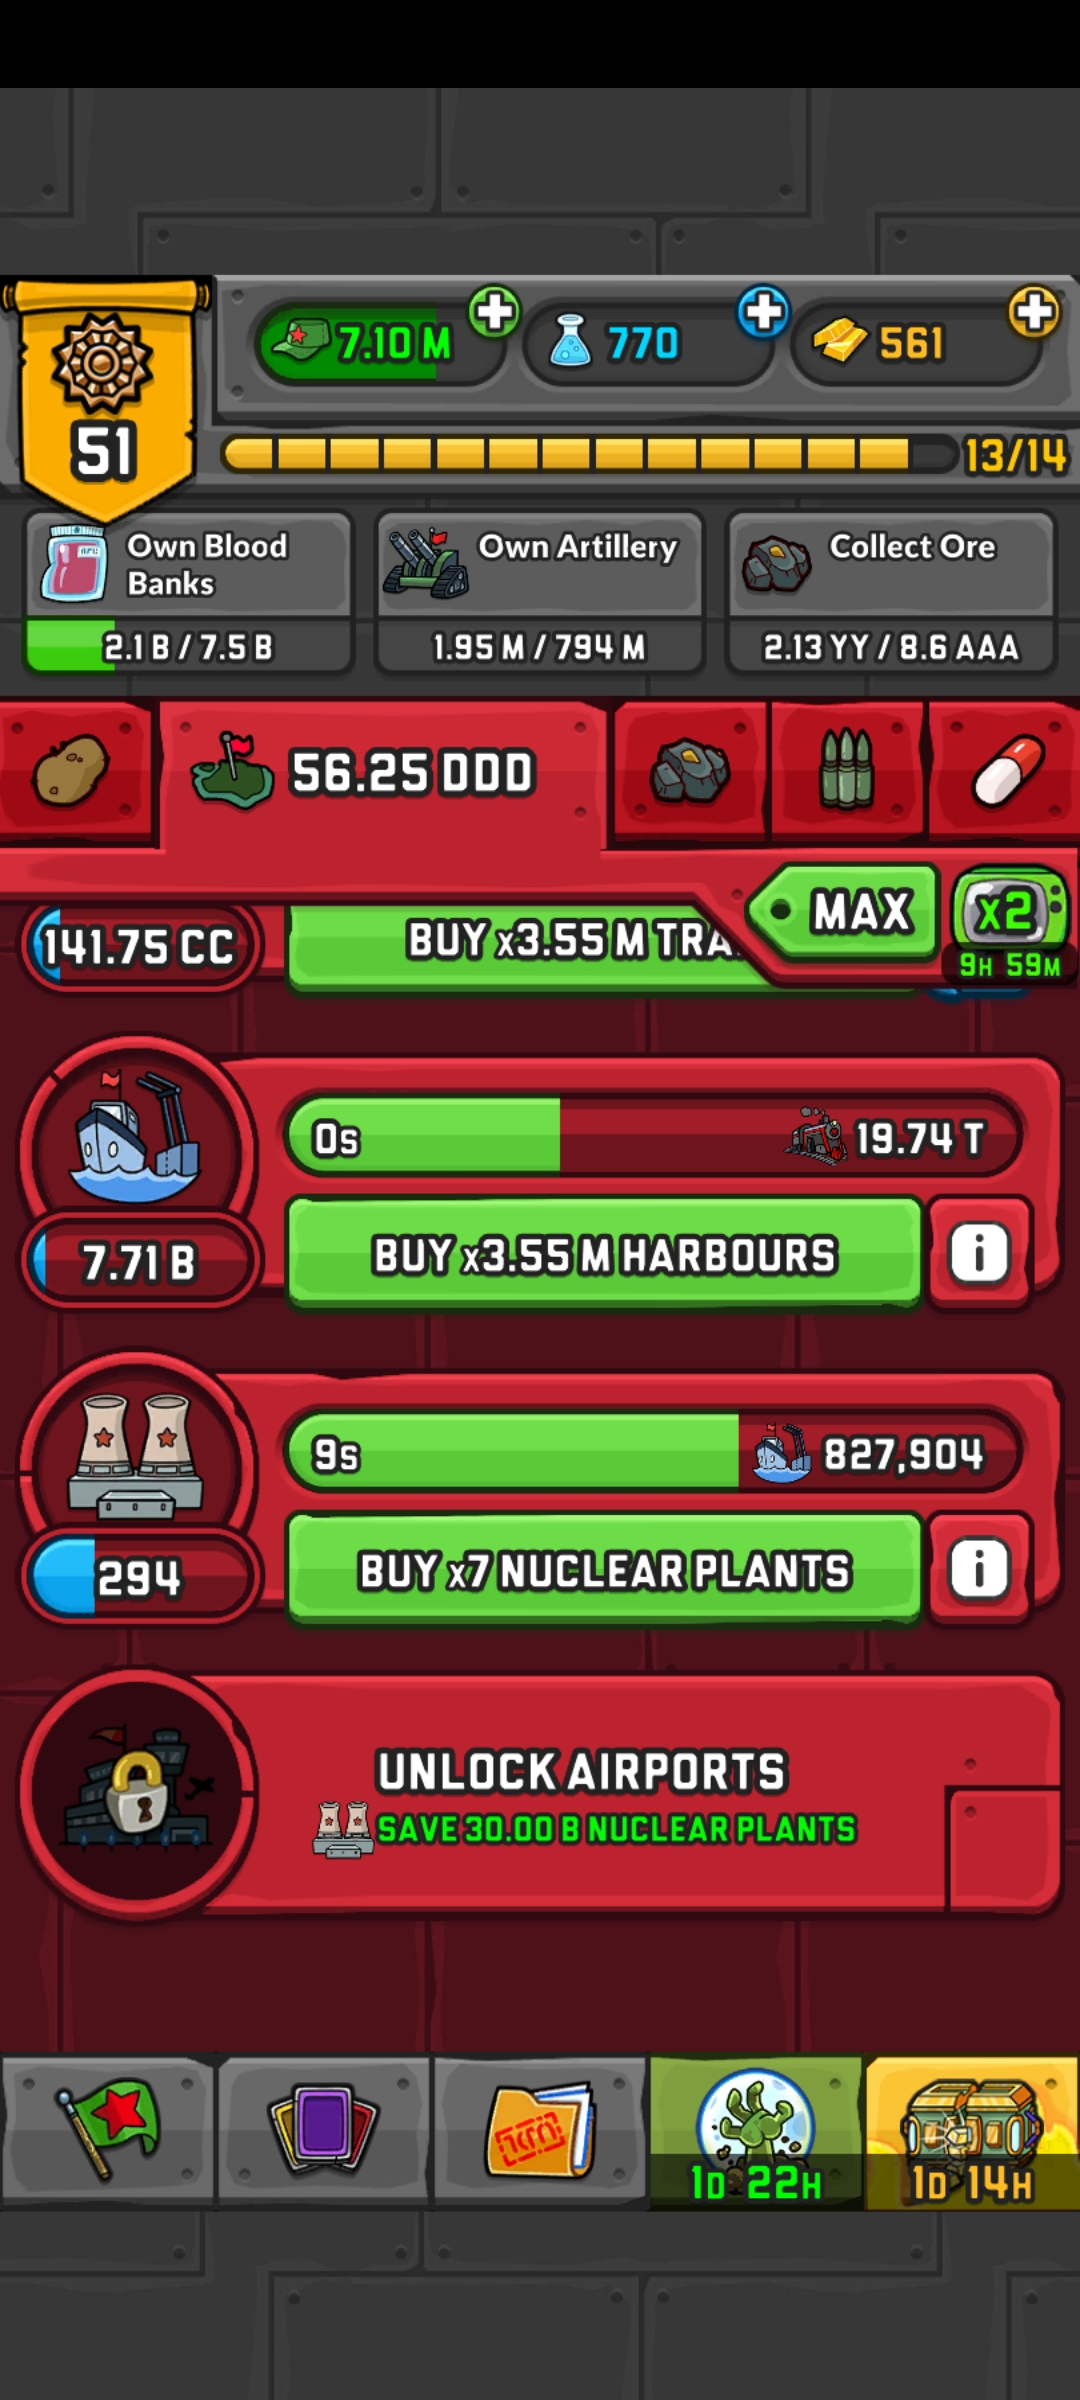 7.10 M
770
561
51
13/14
Own Blood
Banks
Own Artillery
Collect Ore
2.1 B / 7.5 B
1.95 M / 794 M
2.13 YY / 8.6 AAA
56.25 DDD
MAX
x2
9H 59M
141.75 CC
BUY x3.55 M TRA
0s
19.74 T
7.71 B
BUY x3.55 M HARBOURS
i
9s
827,904
294
BUY x7 NUCLEAR PLANTS
i
UNLOCK AIRPORTS
SAVE 30.00 B NUCLEAR PLANTS
1D 22H
1D 14H